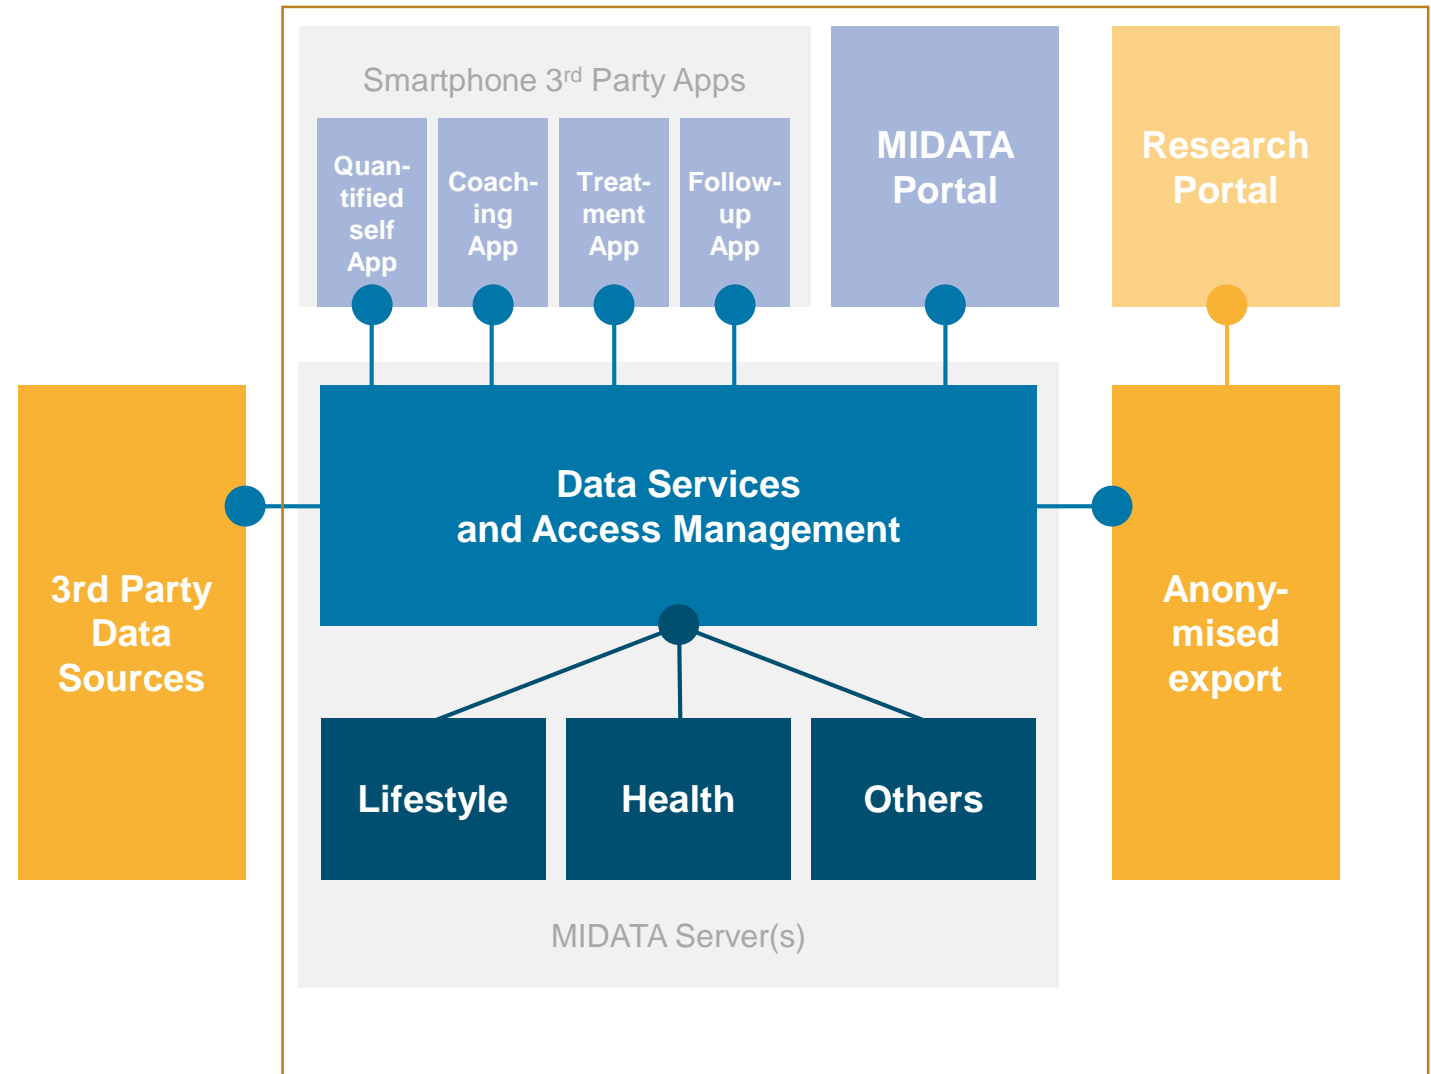 Smartphone 3rd Party Apps
Quan-
tified
self
App
Coach-
ing
App
Treat-
ment
App
Follow-
up
App
MIDATA
Portal
Research
Portal
3rd Party
Data
Sources
Data Services
and Access Management
Anony-
mised
export
Lifestyle
Health
Others
MIDATA Server(s)